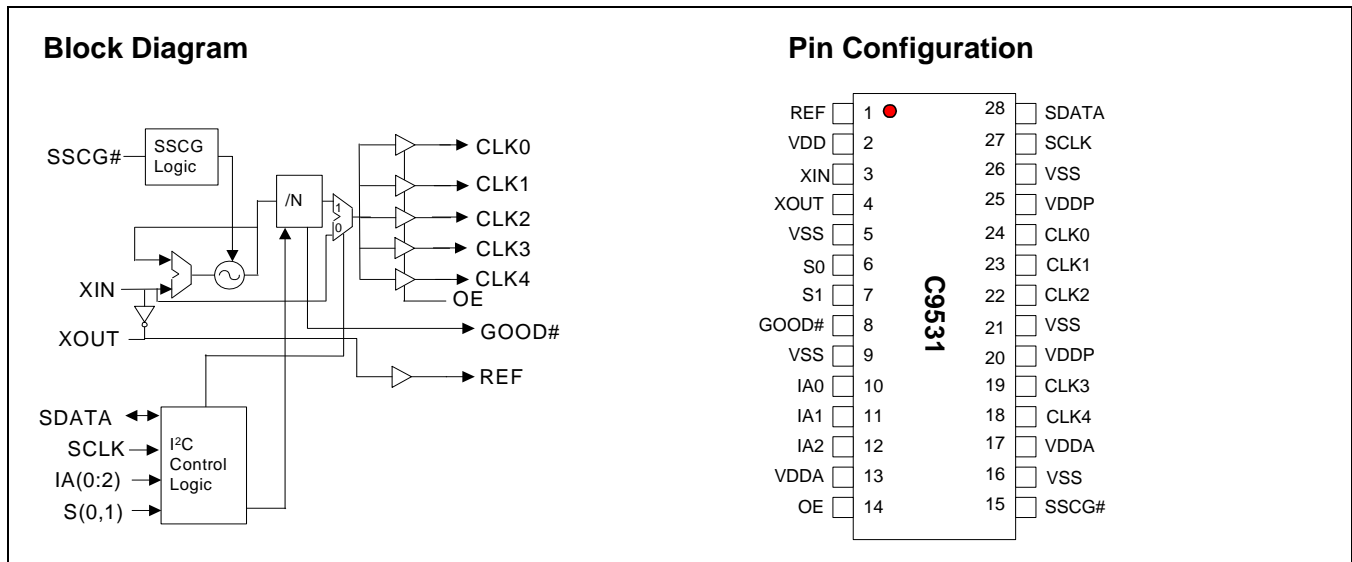 Block Diagram
SSCG#
SSCG
Logic
/N
1
0
CLK0
CLK1
CLK2
CLK3
CLK4
OE
XIN
XOUT
GOOD#
REF
SDATA
SCLK
IA(0:2)
S(0,1)
I²C
Control
Logic
Pin Configuration
REF 1 28 SDATA
VDD 2 27 SCLK
XIN 3 26 VSS
XOUT 4 25 VDDP
VSS 5 24 CLK0
S0 6 23 CLK1
S1 7 22 CLK2
GOOD# 8 21 VSS
VSS 9 20 VDDP
IA0 10 19 CLK3
IA1 11 18 CLK4
IA2 12 17 VDDA
VDDA 13 16 VSS
OE 14 15 SSCG#
C9531